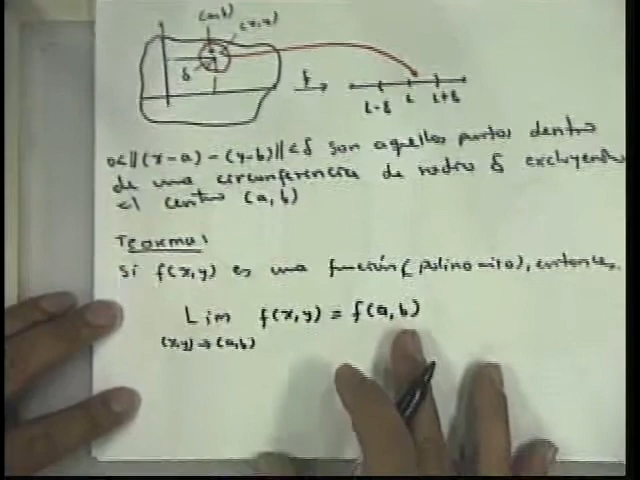 (a,b)
(x,y)
δ
f
L-ε L L+ε
0<||(x-a) - (y-b)||<δ son aquellos puntos dentro
de una circunferencia de radio δ excluyendo
el centro (a,b)
Teorema 1
Si f(x,y) es una función (polinomio), entonces
Lim f(x,y) = f(a,b)
(x,y) → (a,b)